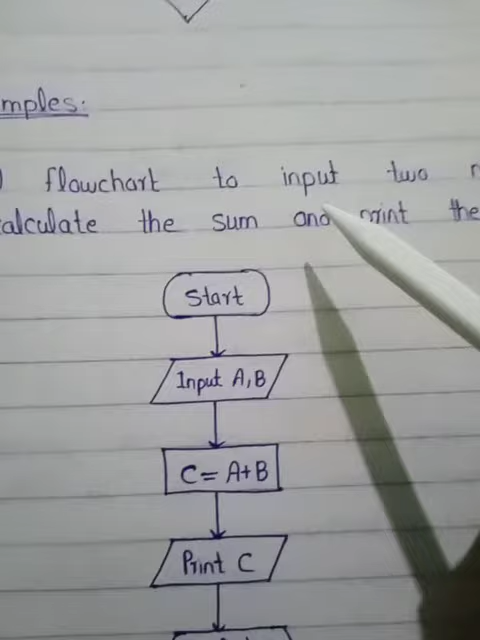 mples:
flowchart to input two
alculate the sum and print the
Start
Input A,B
C= A+B
Print C